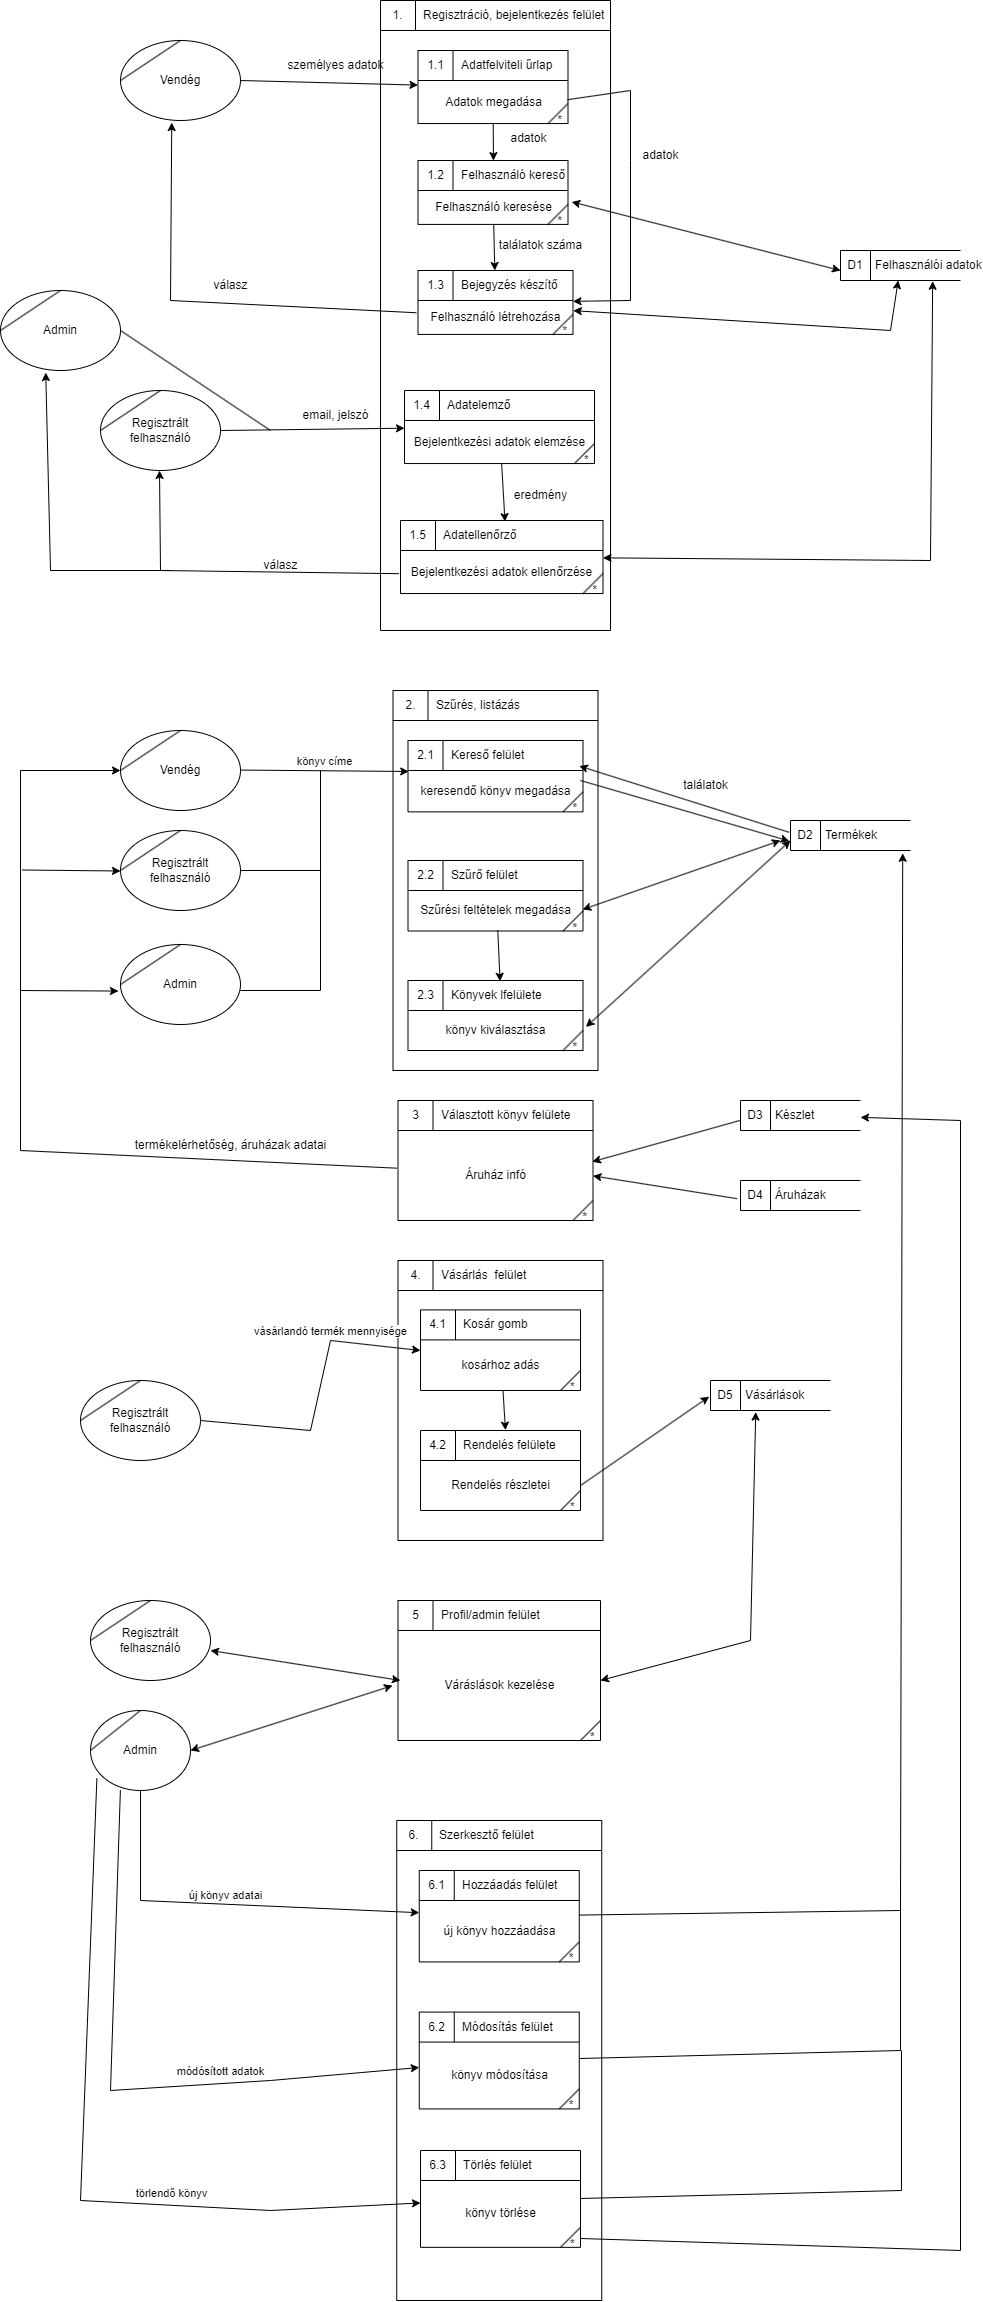 1. Regisztráció, bejelentkezés felület
Vendég
személyes adatok
1.1 Adatfelviteli űrlap
Adatok megadása
*
adatok
adatok
1.2 Felhasználó kereső
Felhasználó keresése
*
találatok száma
D1 Felhasználói adatok
1.3 Bejegyzés készítő
Felhasználó létrehozása
*
válasz
Admin
Regisztrált
felhasználó
email, jelszó
1.4 Adatelemző
Bejelentkezési adatok elemzése
*
eredmény
1.5 Adatellenőrző
Bejelentkezési adatok ellenőrzése
*
válasz
2. Szűrés, listázás
Vendég
könyv címe
2.1 Kereső felület
keresendő könyv megadása
*
találatok
D2 Termékek
Regisztrált
felhasználó
2.2 Szűrő felület
Szűrési feltételek megadása
*
Admin
2.3 Könyvek lfelülete
könyv kiválasztása
*
3 Választott könyv felülete
Áruház infó
*
D3 Készlet
termékelérhetőség, áruházak adatai
D4 Áruházak
4. Vásárlás felület
4.1 Kosár gomb
kosárhoz adás
*
vásárlandó termék mennyisége
Regisztrált
felhasználó
D5 Vásárlások
4.2 Rendelés felülete
Rendelés részletei
*
5 Profil/admin felület
Váráslások kezelése
*
Regisztrált
felhasználó
Admin
6. Szerkesztő felület
6.1 Hozzáadás felület
új könyv hozzáadása
*
új könyv adatai
6.2 Módosítás felület
könyv módosítása
*
módósított adatok
6.3 Törlés felület
könyv törlése
*
törlendő könyv